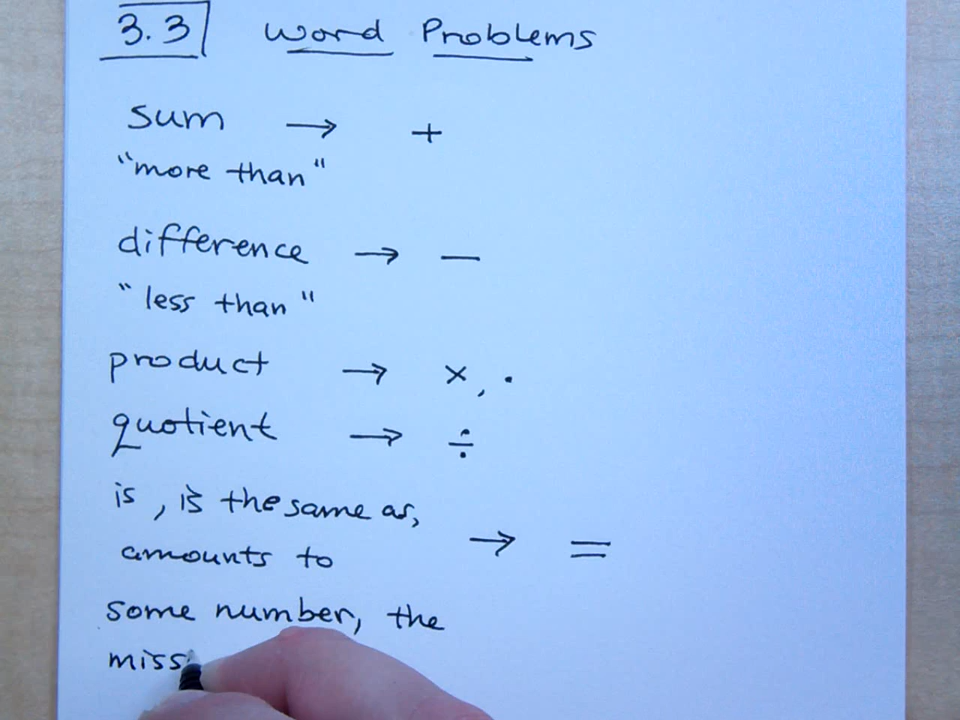 3.3 Word Problems
sum → +
"more than"
difference → −
"less than"
product → ×, ·
quotient → ÷
is, is the same as,
amounts to → =
some number, the
miss